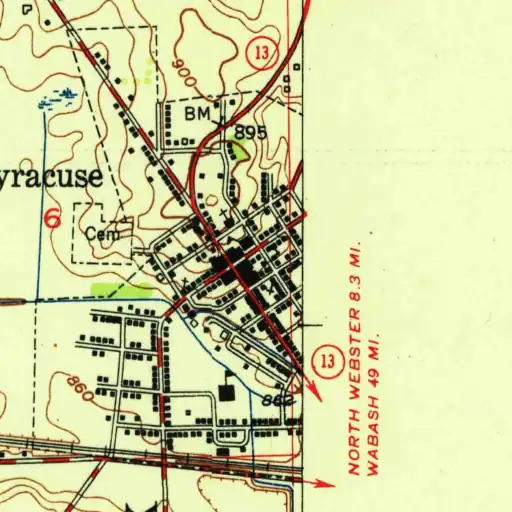 13
900
BM
895
yracuse
6
Cem
13
860
862
NORTH WEBSTER 8.3 MI.
WABASH 49 MI.